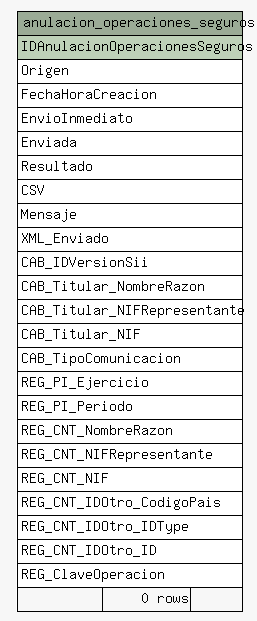 anulacion_operaciones_seguros
IDAnulacionOperacionesSeguros
Origen
FechaHoraCreacion
EnvioInmediato
Enviada
Resultado
CSV
Mensaje
XML_Enviado
CAB_IDVersionSii
CAB_Titular_NombreRazon
CAB_Titular_NIFRepresentante
CAB_Titular_NIF
CAB_TipoComunicacion
REG_PI_Ejercicio
REG_PI_Periodo
REG_CNT_NombreRazon
REG_CNT_NIFRepresentante
REG_CNT_NIF
REG_CNT_IDOtro_CodigoPais
REG_CNT_IDOtro_IDType
REG_CNT_IDOtro_ID
REG_ClaveOperacion
0 rows